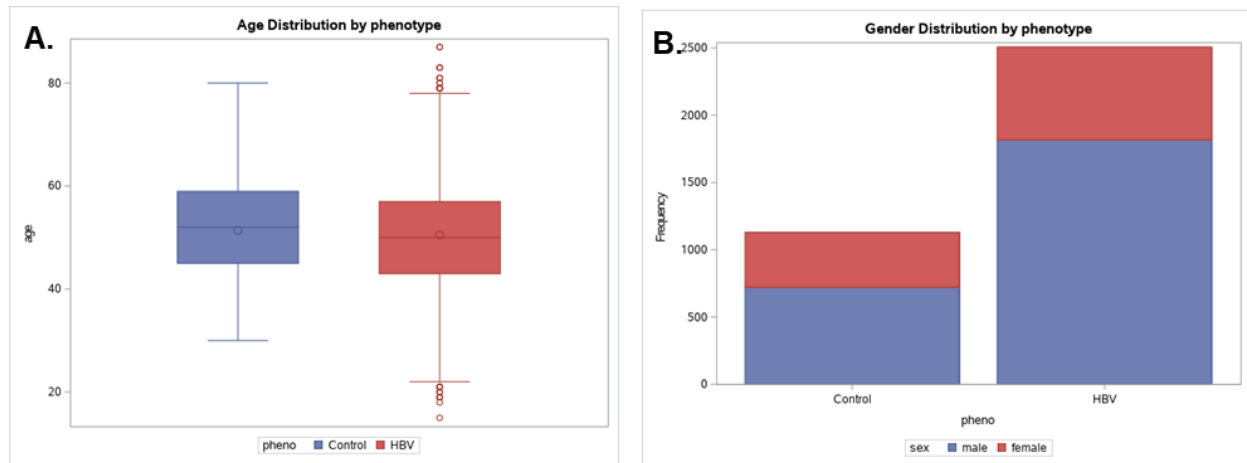 A.
Age Distribution by phenotype
80
60
40
20
age
pheno Control HBV
B.
Gender Distribution by phenotype
2500
2000
1500
1000
500
0
Frequency
Control HBV
pheno
sex male female